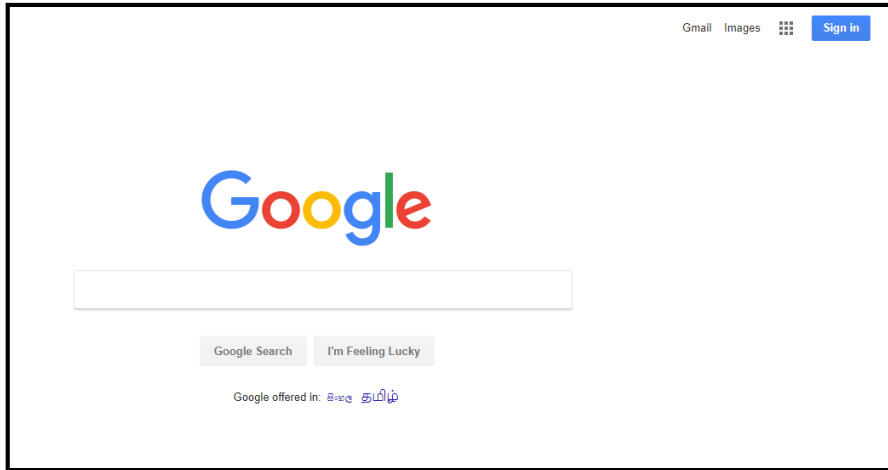 Gmail Images Sign in
Google
Google Search I'm Feeling Lucky
Google offered in: සිංහල தமிழ்